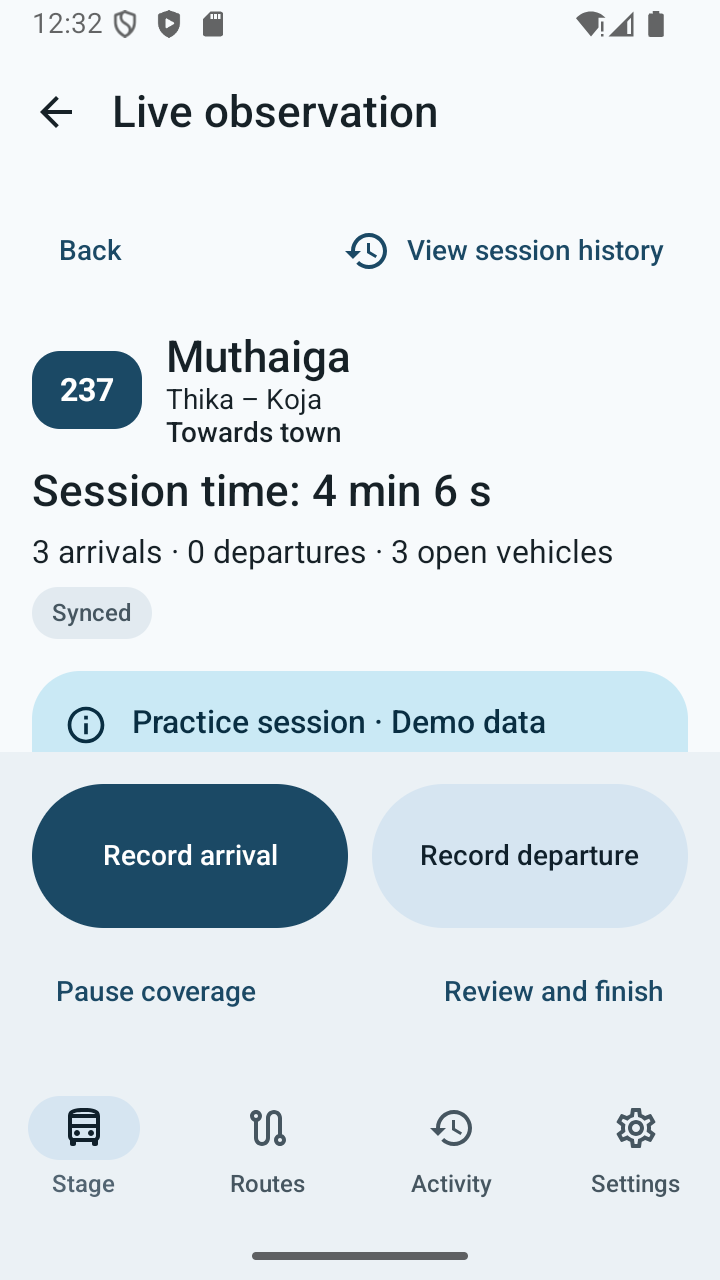 12:32
Live observation
Back
View session history
237
Muthaiga
Thika – Koja
Towards town
Session time: 4 min 6 s
3 arrivals · 0 departures · 3 open vehicles
Synced
Practice session · Demo data
Record arrival
Record departure
Pause coverage
Review and finish
Stage
Routes
Activity
Settings